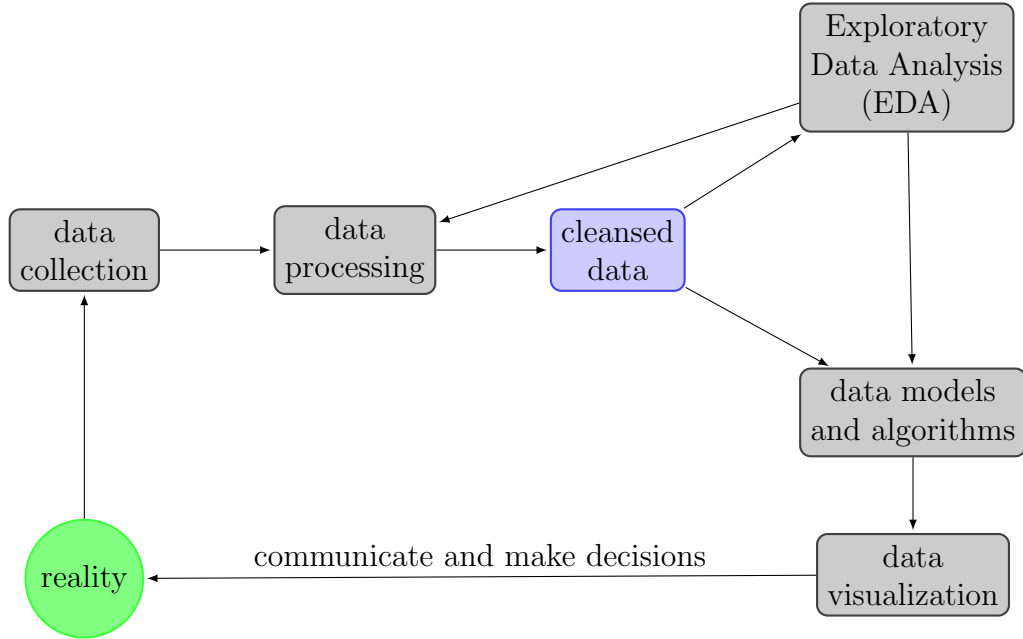 Exploratory
Data Analysis
(EDA)
data
collection
data
processing
cleansed
data
data models
and algorithms
reality
communicate and make decisions
data
visualization